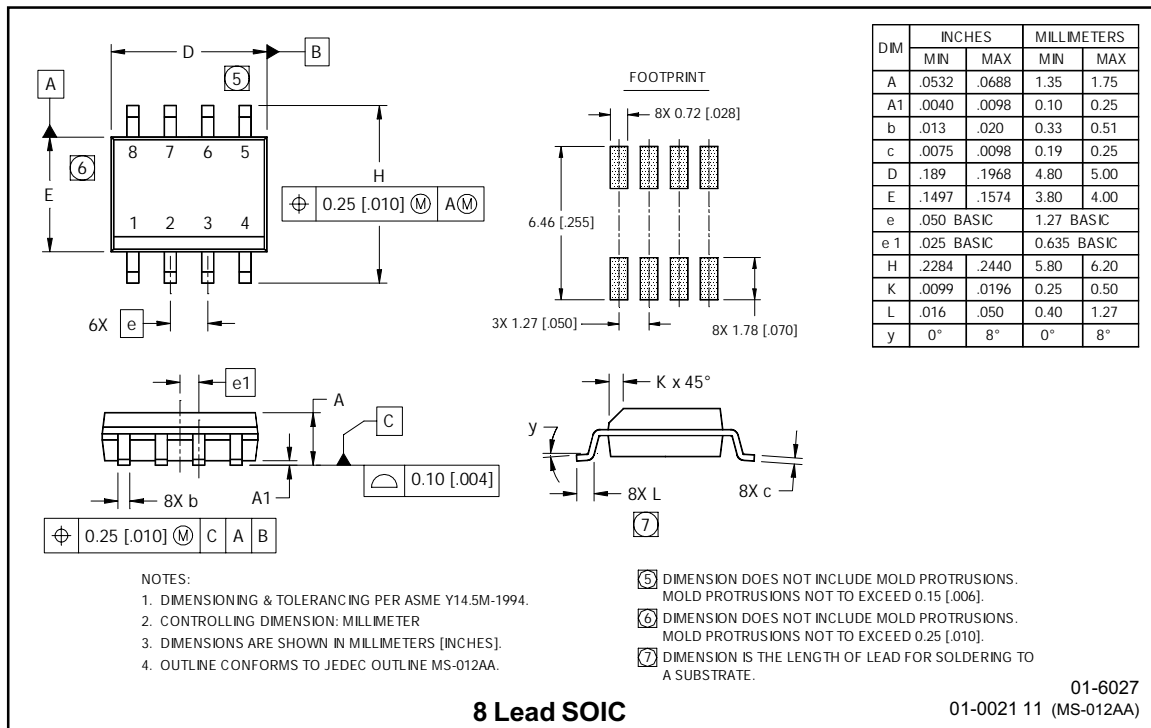 D
B
5
A
8 7 6 5
6
E
H
0.25 [.010] M A M
1 2 3 4
6X e
FOOTPRINT
8X 0.72 [.028]
6.46 [.255]
3X 1.27 [.050]
8X 1.78 [.070]
DIM INCHES MILLIMETERS
MIN MAX MIN MAX
A .0532 .0688 1.35 1.75
A1 .0040 .0098 0.10 0.25
b .013 .020 0.33 0.51
c .0075 .0098 0.19 0.25
D .189 .1968 4.80 5.00
E .1497 .1574 3.80 4.00
e .050 BASIC 1.27 BASIC
e 1 .025 BASIC 0.635 BASIC
H .2284 .2440 5.80 6.20
K .0099 .0196 0.25 0.50
L .016 .050 0.40 1.27
y 0° 8° 0° 8°
e1
A
C
0.10 [.004]
A1
8X b
0.25 [.010] M C A B
K x 45°
y
8X L
8X c
7
NOTES:
1. DIMENSIONING & TOLERANCING PER ASME Y14.5M-1994.
2. CONTROLLING DIMENSION: MILLIMETER
3. DIMENSIONS ARE SHOWN IN MILLIMETERS [INCHES].
4. OUTLINE CONFORMS TO JEDEC OUTLINE MS-012AA.
5 DIMENSION DOES NOT INCLUDE MOLD PROTRUSIONS.
MOLD PROTRUSIONS NOT TO EXCEED 0.15 [.006].
6 DIMENSION DOES NOT INCLUDE MOLD PROTRUSIONS.
MOLD PROTRUSIONS NOT TO EXCEED 0.25 [.010].
7 DIMENSION IS THE LENGTH OF LEAD FOR SOLDERING TO
A SUBSTRATE.
8 Lead SOIC
01-6027
01-0021 11 (MS-012AA)